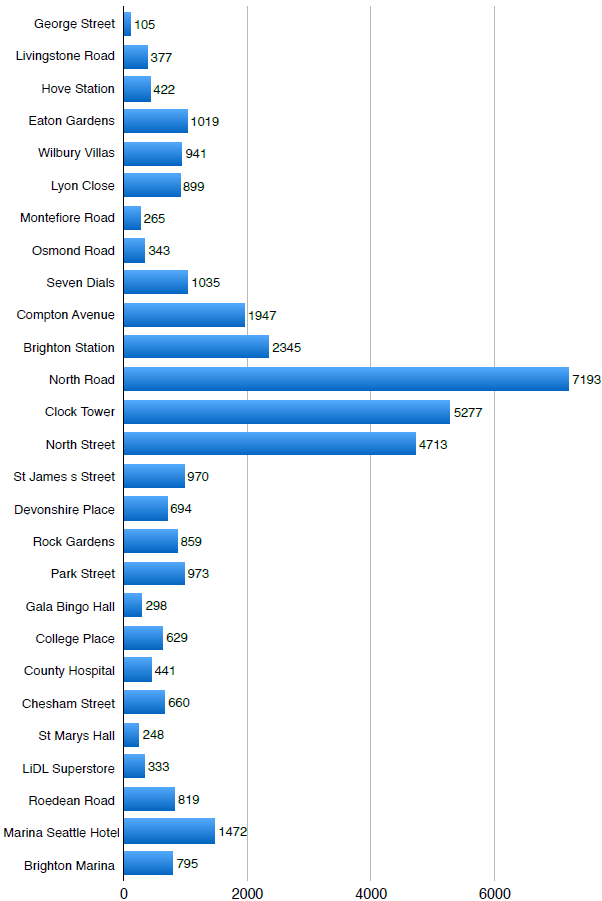 George Street 105
Livingstone Road 377
Hove Station 422
Eaton Gardens 1019
Wilbury Villas 941
Lyon Close 899
Montefiore Road 265
Osmond Road 343
Seven Dials 1035
Compton Avenue 1947
Brighton Station 2345
North Road 7193
Clock Tower 5277
North Street 4713
St James s Street 970
Devonshire Place 694
Rock Gardens 859
Park Street 973
Gala Bingo Hall 298
College Place 629
County Hospital 441
Chesham Street 660
St Marys Hall 248
LiDL Superstore 333
Roedean Road 819
Marina Seattle Hotel 1472
Brighton Marina 795
0 2000 4000 6000